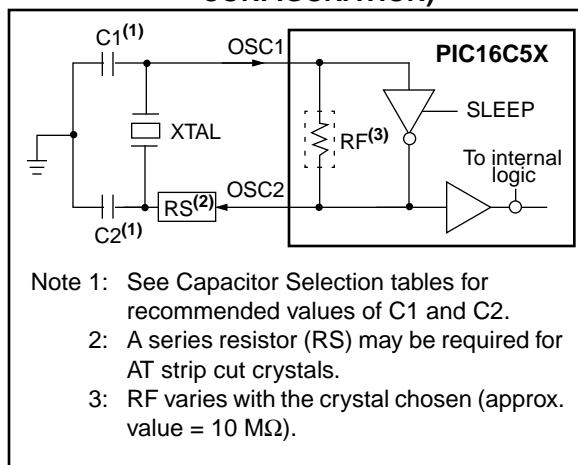 C1(1)
OSC1
PIC16C5X
SLEEP
XTAL
RF(3)
To internal
logic
OSC2
RS(2)
C2(1)
Note 1: See Capacitor Selection tables for
recommended values of C1 and C2.
2: A series resistor (RS) may be required for
AT strip cut crystals.
3: RF varies with the crystal chosen (approx.
value = 10 MΩ).